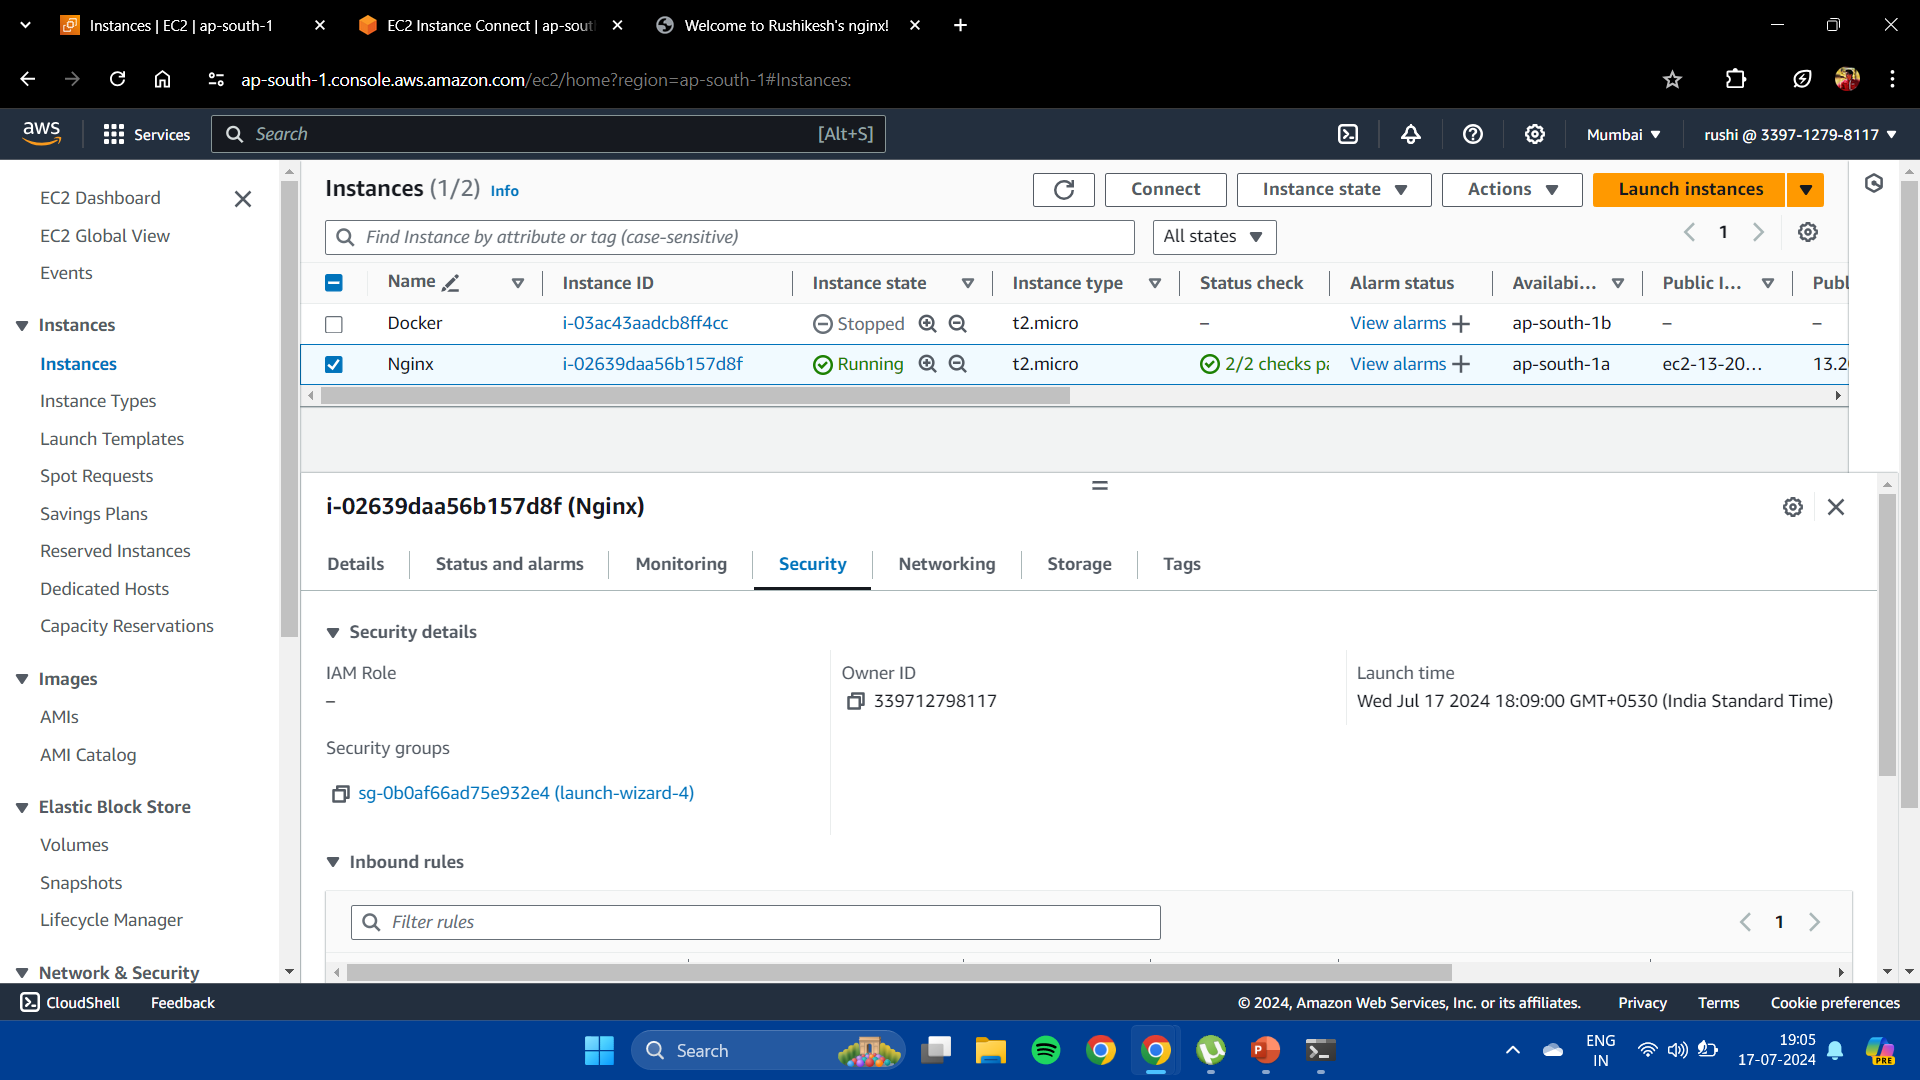 Instances | EC2 | ap-south-1
EC2 Instance Connect | ap-sout
Welcome to Rushikesh's nginx!
ap-south-1.console.aws.amazon.com/ec2/home?region=ap-south-1#Instances:
aws
Services
Search
[Alt+S]
Mumbai
rushi @ 3397-1279-8117
EC2 Dashboard
EC2 Global View
Events
Instances
Instances
Instance Types
Launch Templates
Spot Requests
Savings Plans
Reserved Instances
Dedicated Hosts
Capacity Reservations
Images
AMIs
AMI Catalog
Elastic Block Store
Volumes
Snapshots
Lifecycle Manager
Network & Security
Instances (1/2) Info
Connect
Instance state
Actions
Launch instances
Find Instance by attribute or tag (case-sensitive)
All states
1
Name Instance ID Instance state Instance type Status check Alarm status Availabi... Public I... Publ
Docker i-03ac43aadcb8ff4cc Stopped t2.micro – View alarms + ap-south-1b – –
Nginx i-02639daa56b157d8f Running t2.micro 2/2 checks pa View alarms + ap-south-1a ec2-13-20... 13.20
i-02639daa56b157d8f (Nginx)
Details Status and alarms Monitoring Security Networking Storage Tags
Security details
IAM Role
–
Owner ID
339712798117
Launch time
Wed Jul 17 2024 18:09:00 GMT+0530 (India Standard Time)
Security groups
sg-0b0af66ad75e932e4 (launch-wizard-4)
Inbound rules
Filter rules
1
CloudShell
Feedback
© 2024, Amazon Web Services, Inc. or its affiliates.
Privacy
Terms
Cookie preferences
Search
ENG
IN
19:05
17-07-2024
PRE